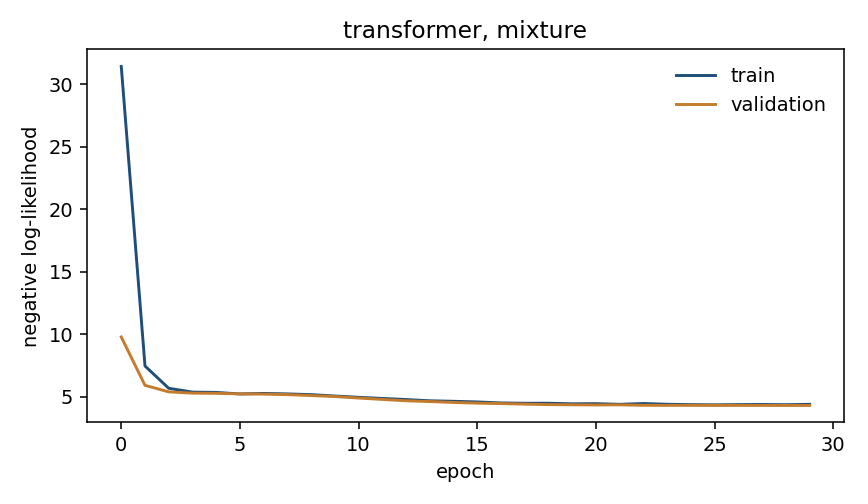 transformer, mixture
train
validation
negative log-likelihood
30
25
20
15
10
5
0
5
10
15
20
25
30
epoch